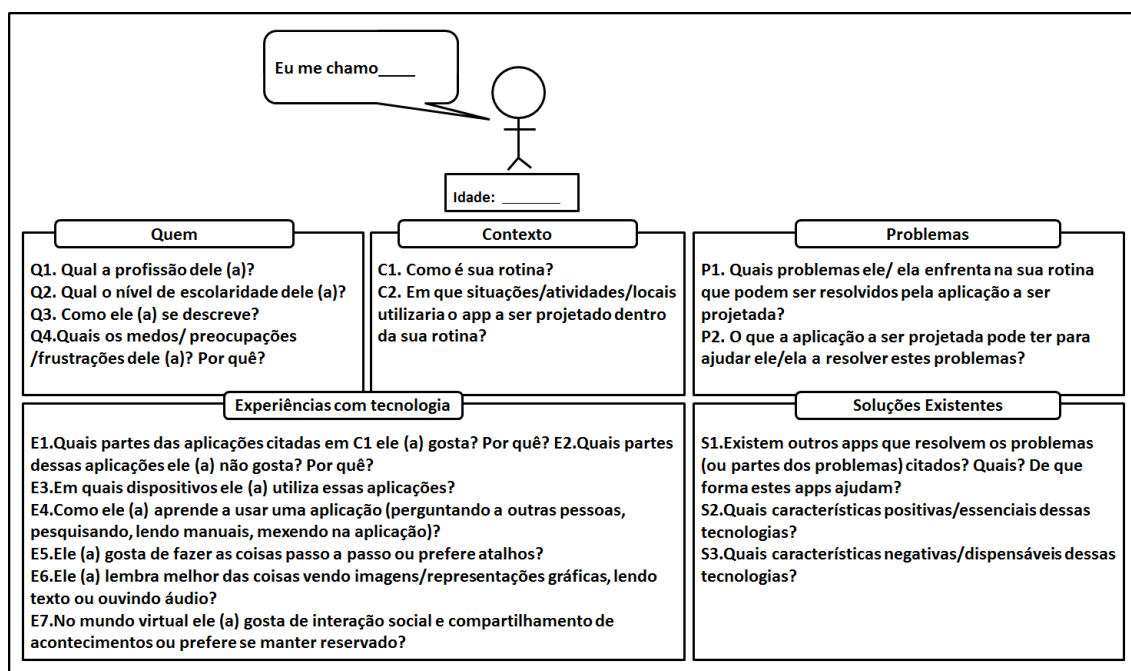 Eu me chamo____
Idade: _______
Quem
Q1. Qual a profissão dele (a)?
Q2. Qual o nível de escolaridade dele (a)?
Q3. Como ele (a) se descreve?
Q4.Quais os medos/ preocupações
/frustrações dele (a)? Por quê?
Contexto
C1. Como é sua rotina?
C2. Em que situações/atividades/locais
utilizaria o app a ser projetado dentro
da sua rotina?
Problemas
P1. Quais problemas ele/ ela enfrenta na sua rotina
que podem ser resolvidos pela aplicação a ser
projetada?
P2. O que a aplicação a ser projetada pode ter para
ajudar ele/ela a resolver estes problemas?
Experiências com tecnologia
E1.Quais partes das aplicações citadas em C1 ele (a) gosta? Por quê? E2.Quais partes
dessas aplicações ele (a) não gosta? Por quê?
E3.Em quais dispositivos ele (a) utiliza essas aplicações?
E4.Como ele (a) aprende a usar uma aplicação (perguntando a outras pessoas,
pesquisando, lendo manuais, mexendo na aplicação)?
E5.Ele (a) gosta de fazer as coisas passo a passo ou prefere atalhos?
E6.Ele (a) lembra melhor das coisas vendo imagens/representações gráficas, lendo
texto ou ouvindo áudio?
E7.No mundo virtual ele (a) gosta de interação social e compartilhamento de
acontecimentos ou prefere se manter reservado?
Soluções Existentes
S1.Existem outros apps que resolvem os problemas
(ou partes dos problemas) citados? Quais? De que
forma estes apps ajudam?
S2.Quais características positivas/essenciais dessas
tecnologias?
S3.Quais características negativas/dispensáveis dessas
tecnologias?